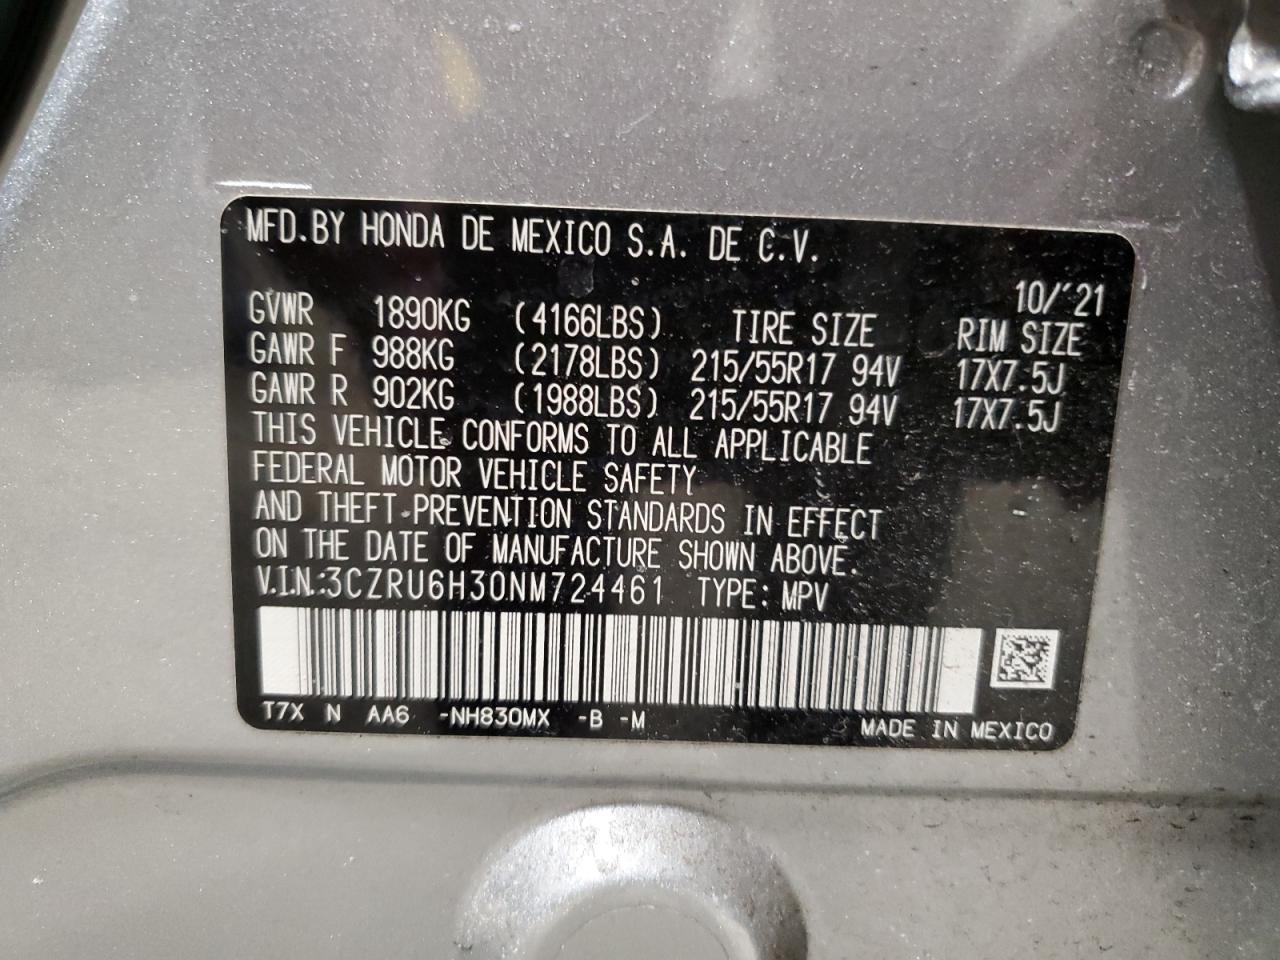 MFD.BY HONDA DE MEXICO S.A. DE C.V.
10/'21
GVWR 1890KG (4166LBS) TIRE SIZE RIM SIZE
GAWR F 988KG (2178LBS) 215/55R17 94V 17X7.5J
GAWR R 902KG (1988LBS) 215/55R17 94V 17X7.5J
THIS VEHICLE CONFORMS TO ALL APPLICABLE
FEDERAL MOTOR VEHICLE SAFETY
AND THEFT-PREVENTION STANDARDS IN EFFECT
ON THE DATE OF MANUFACTURE SHOWN ABOVE.
V.I.N.:3CZRU6H30NM724461 TYPE: MPV
T7X N AA6 -NH830MX -B -M MADE IN MEXICO